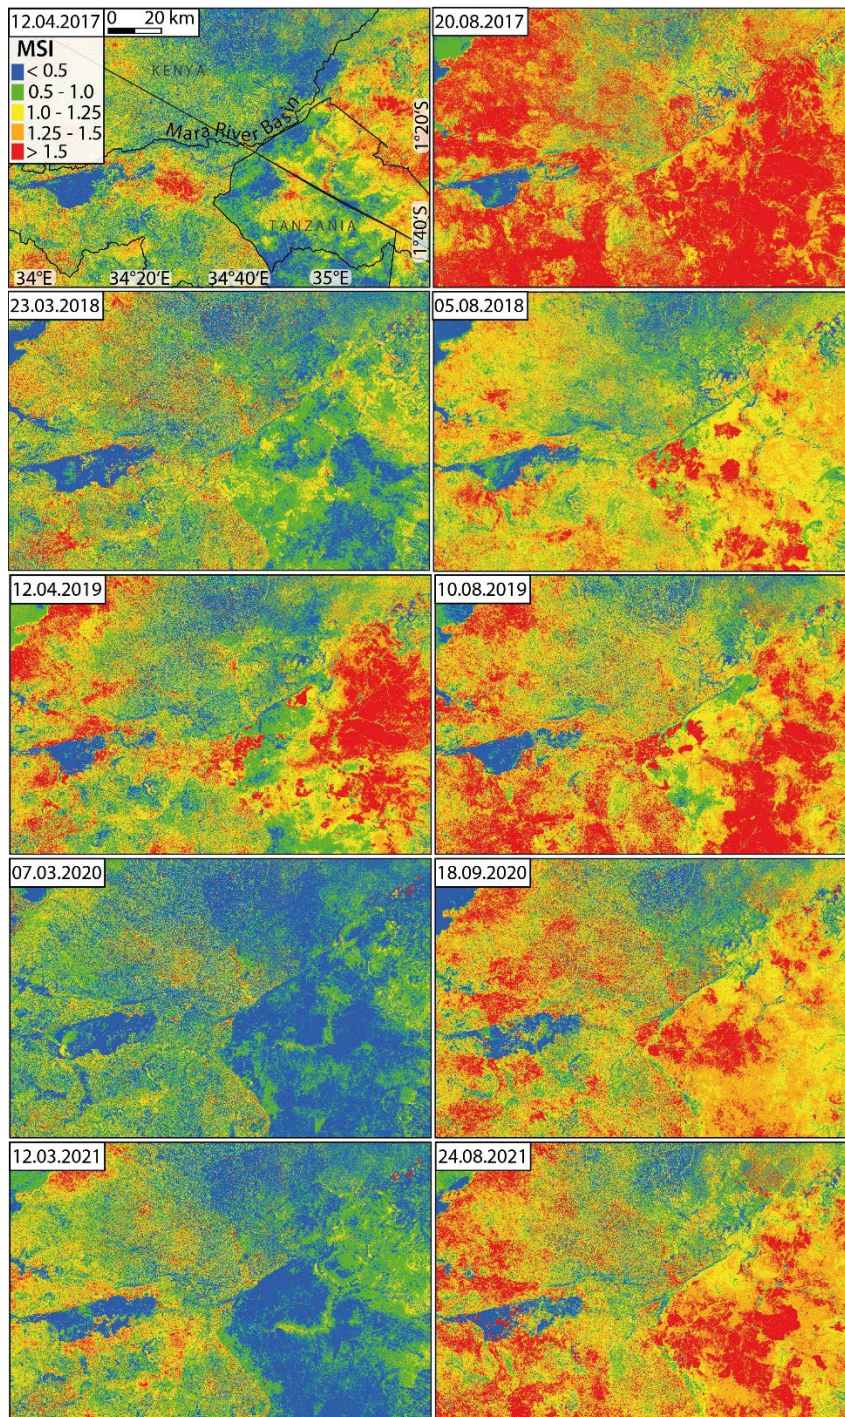 12.04.2017
0 20 km
MSI
< 0.5
0.5 - 1.0
1.0 - 1.25
1.25 - 1.5
> 1.5
KENYA
Mara River Basin
TANZANIA
1°20'S
1°40'S
34°E 34°20'E 34°40'E 35°E
20.08.2017
23.03.2018
05.08.2018
12.04.2019
10.08.2019
07.03.2020
18.09.2020
12.03.2021
24.08.2021